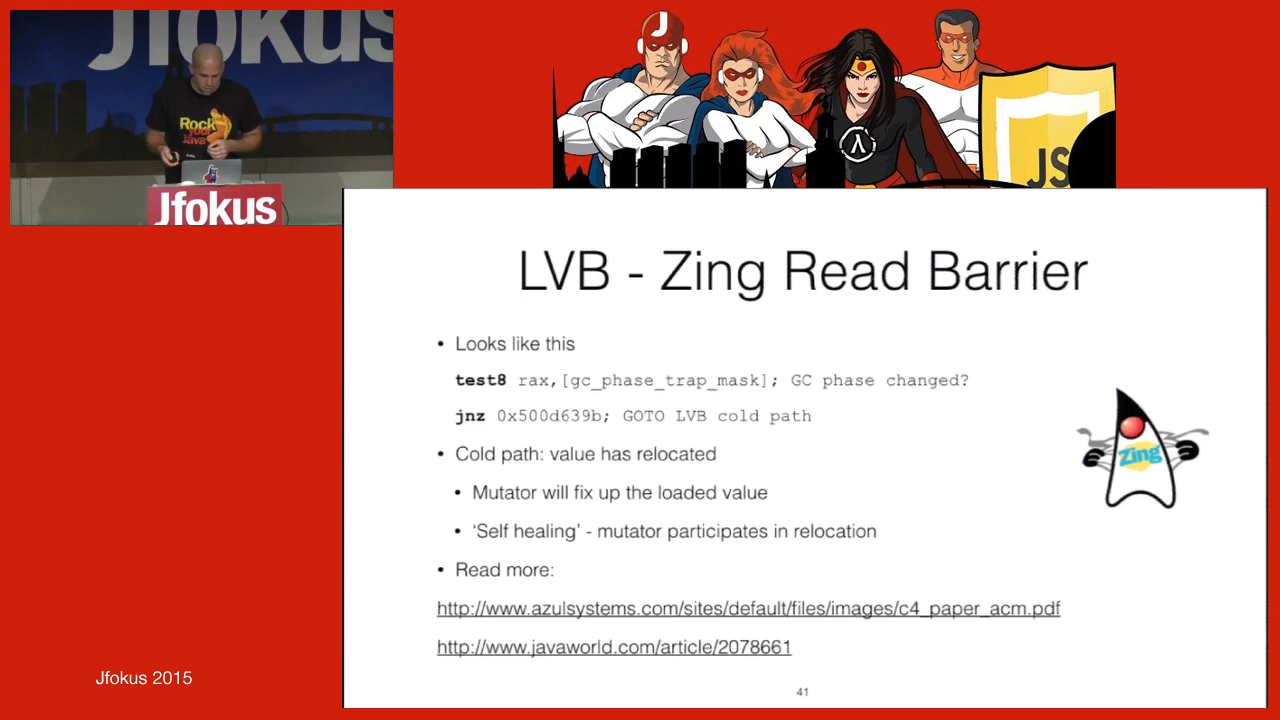 Jfokus
Rock
your
Java
Jfokus
J
JS
LVB - Zing Read Barrier
• Looks like this
test8 rax,[gc_phase_trap_mask]; GC phase changed?
jnz 0x500d639b; GOTO LVB cold path
• Cold path: value has relocated
• Mutator will fix up the loaded value
• ‘Self healing’ - mutator participates in relocation
• Read more:
http://www.azulsystems.com/sites/default/files/images/c4_paper_acm.pdf
http://www.javaworld.com/article/2078661
Zing
41
Jfokus 2015